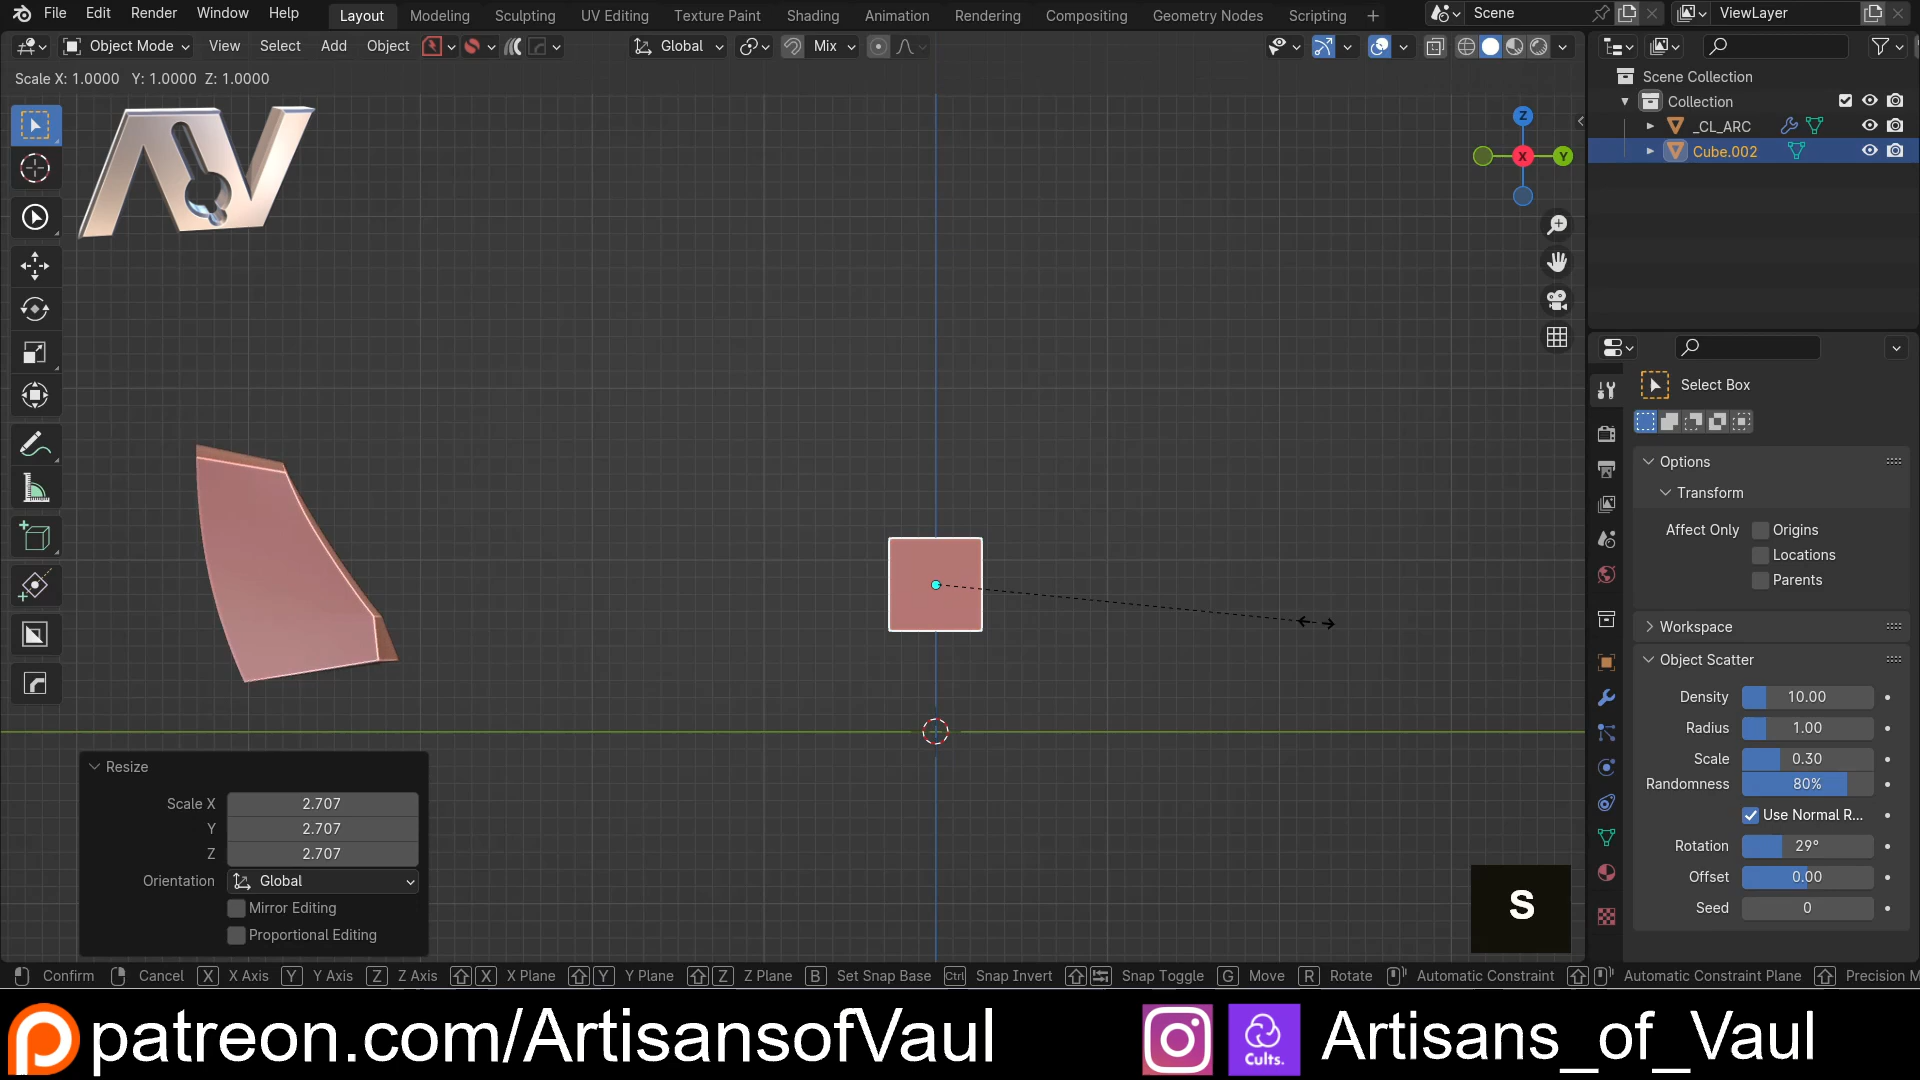 File Edit Render Window Help Layout Modeling Sculpting UV Editing Texture Paint Shading Animation Rendering Compositing Geometry Nodes Scripting + Scene ViewLayer
Object Mode View Select Add Object Global Mix
Scale X: 1.0000 Y: 1.0000 Z: 1.0000
Scene Collection
Collection
_CL_ARC
Cube.002
Z
X
Y
Select Box
Options
Transform
Affect Only Origins
Locations
Parents
Workspace
Object Scatter
Density 10.00
Radius 1.00
Scale 0.30
Randomness 80%
Use Normal R...
Rotation 29°
Offset 0.00
Seed 0
Resize
Scale X 2.707
Y 2.707
Z 2.707
Orientation Global
Mirror Editing
Proportional Editing
S
Confirm Cancel X X Axis Y Y Axis Z Z Axis X X Plane Y Y Plane Z Z Plane B Set Snap Base Ctrl Snap Invert Snap Toggle G Move R Rotate Automatic Constraint Automatic Constraint Plane Precision M
patreon.com/ArtisansofVaul
Cults.
Artisans_of_Vaul